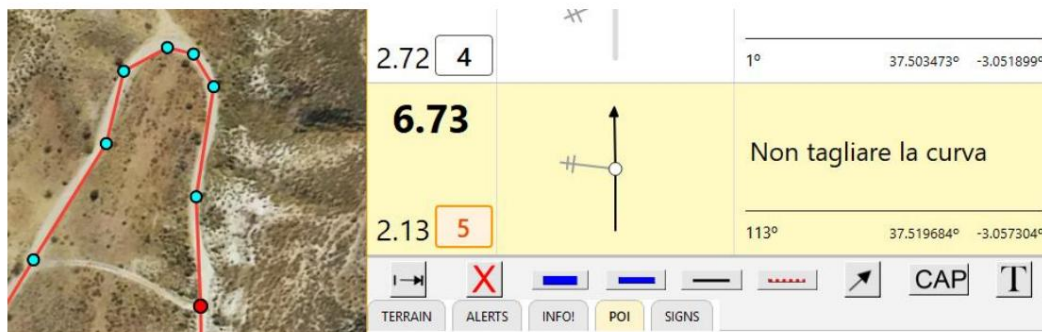 2.72 4
1º 37.503473º -3.051899º
6.73
Non tagliare la curva
2.13 5
113º 37.519684º -3.057304º
CAP T
TERRAIN ALERTS INFO! POI SIGNS